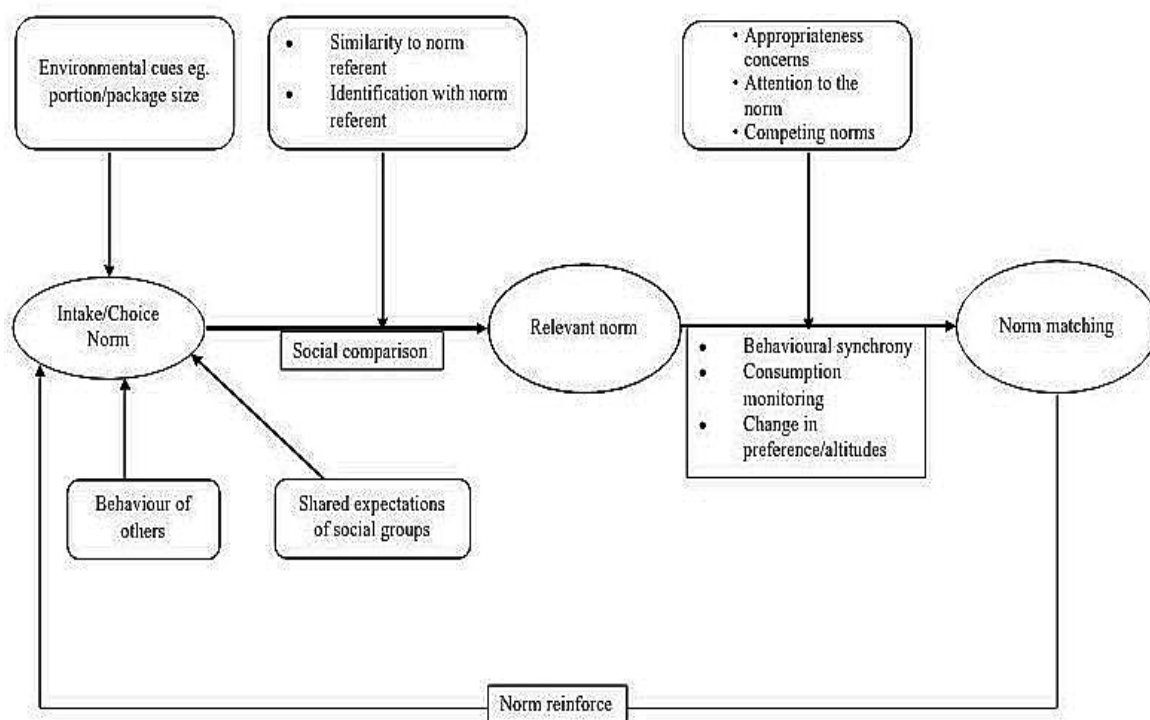 Environmental cues eg.
portion/package size
• Similarity to norm
referent
• Identification with norm
referent
• Appropriateness
concerns
• Attention to the
norm
• Competing norms
Intake/Choice
Norm
Social comparison
Relevant norm
• Behavioural synchrony
• Consumption
monitoring
• Change in
preference/altitudes
Norm matching
Behaviour of
others
Shared expectations
of social groups
Norm reinforce